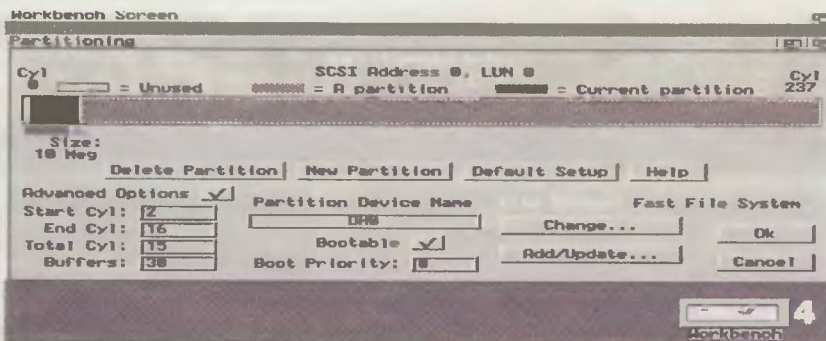 Workbench Screen
Partitioning
SCSI Address 0, LUN 0
Cyl
0
= Unused
= A partition
= Current partition
Cyl
237
Size:
10 Meg
Delete Partition
New Partition
Default Setup
Help
Advanced Options
Start Cyl: 2
End Cyl: 16
Total Cyl: 15
Buffers: 30
Partition Device Name
DH0
Bootable
Boot Priority: 0
Fast File System
Change...
Add/Update...
Ok
Cancel
4
Workbench